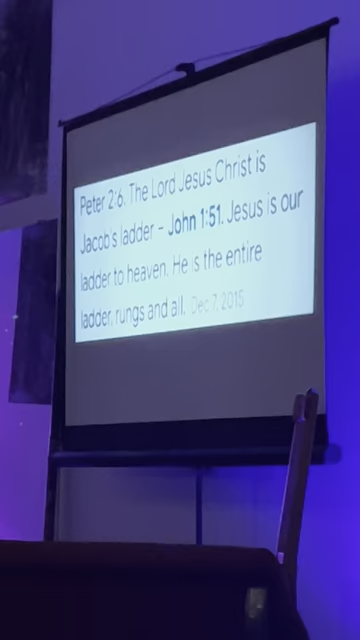 Peter 2:6. The Lord Jesus Christ is
Jacob's ladder - John 1:51. Jesus is our
ladder to heaven. He is the entire
ladder, rungs and all. Dec 7, 2015